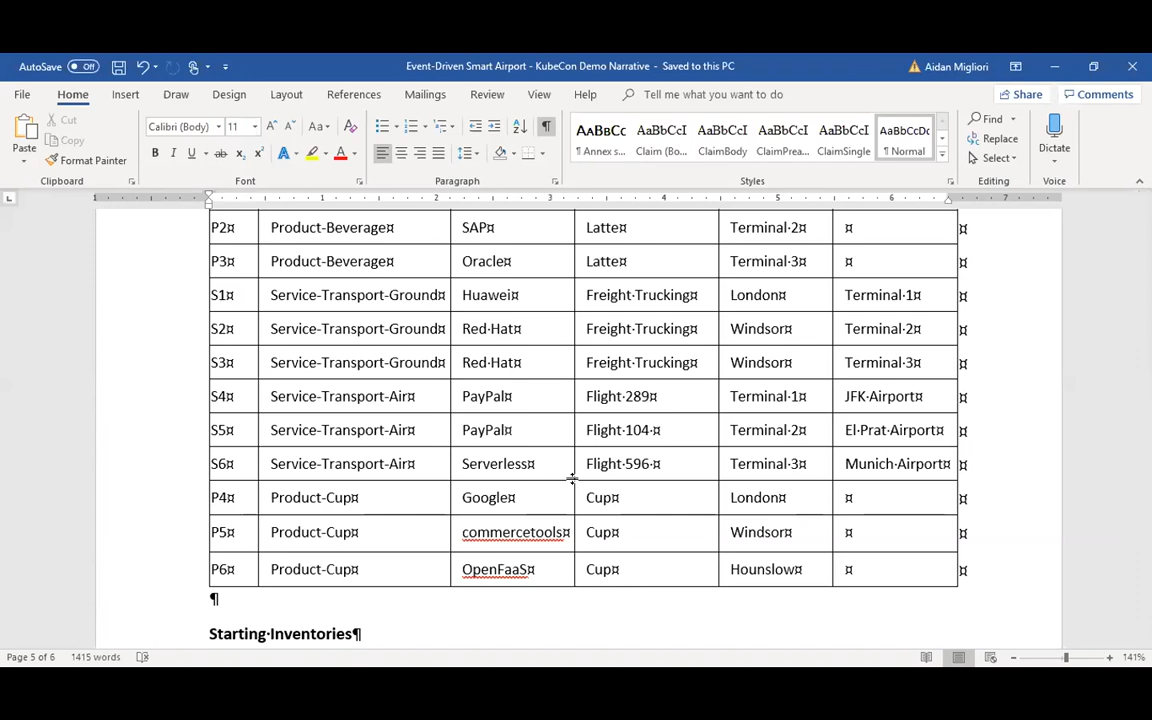 AutoSave Off Event-Driven Smart Airport - KubeCon Demo Narrative - Saved to this PC Aidan Migliori
File Home Insert Draw Design Layout References Mailings Review View Help Tell me what you want to do Share Comments
Paste Cut Copy Format Painter
Calibri (Body) 11
AaBbCc AaBbCcI AaBbCcI AaBbCcI AaBbCcI AaBbCcDc
¶ Annex s... Claim (Bo... ClaimBody ClaimPrea... ClaimSingle ¶ Normal
Find Replace Select Dictate
Clipboard Font Paragraph Styles Editing Voice
1 1 2 3 4 5 6 7
P2¤ Product-Beverage¤ SAP¤ Latte¤ Terminal·2¤ ¤ ¤
P3¤ Product-Beverage¤ Oracle¤ Latte¤ Terminal·3¤ ¤ ¤
S1¤ Service-Transport-Ground¤ Huawei¤ Freight·Trucking¤ London¤ Terminal·1¤ ¤
S2¤ Service-Transport-Ground¤ Red·Hat¤ Freight·Trucking¤ Windsor¤ Terminal·2¤ ¤
S3¤ Service-Transport-Ground¤ Red·Hat¤ Freight·Trucking¤ Windsor¤ Terminal·3¤ ¤
S4¤ Service-Transport-Air¤ PayPal¤ Flight·289¤ Terminal·1¤ JFK·Airport¤ ¤
S5¤ Service-Transport-Air¤ PayPal¤ Flight·104·¤ Terminal·2¤ El·Prat·Airport¤ ¤
S6¤ Service-Transport-Air¤ Serverless¤ Flight·596·¤ Terminal·3¤ Munich·Airport¤ ¤
P4¤ Product-Cup¤ Google¤ Cup¤ London¤ ¤ ¤
P5¤ Product-Cup¤ commercetools¤ Cup¤ Windsor¤ ¤ ¤
P6¤ Product-Cup¤ OpenFaaS¤ Cup¤ Hounslow¤ ¤ ¤
¶
Starting·Inventories¶
Page 5 of 6 1415 words 141%